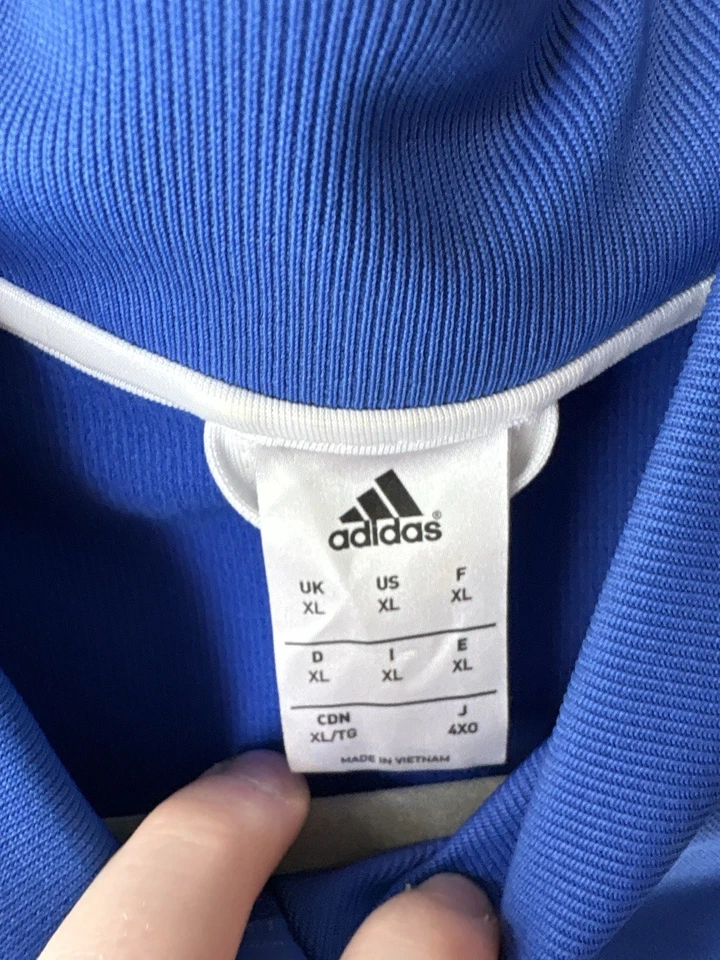 adidas®
UK US F
XL XL XL
D I E
XL XL XL
CDN J
XL/TG 4XO
MADE IN VIETNAM